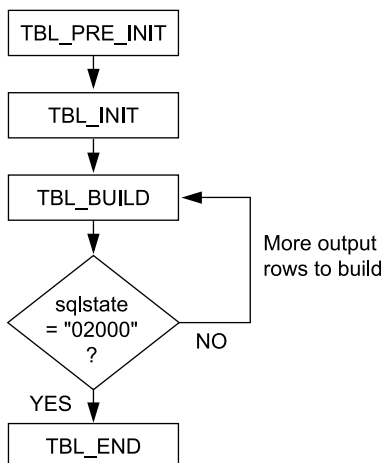 TBL_PRE_INIT
TBL_INIT
TBL_BUILD
More output
rows to build
sqlstate
= "02000"
?
NO
YES
TBL_END